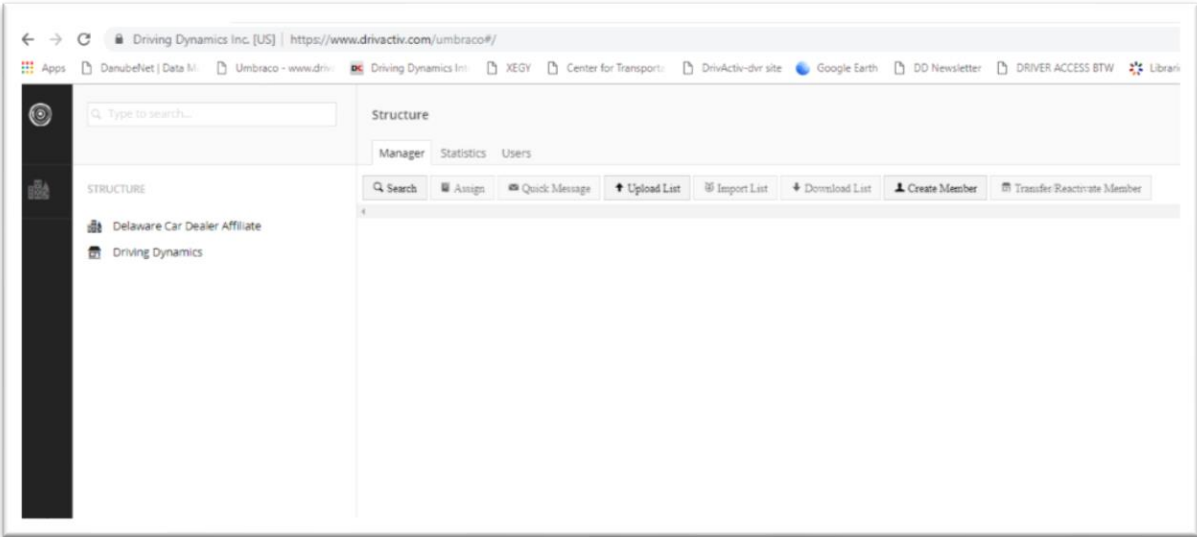 Driving Dynamics Inc. [US] | https://www.drivactiv.com/umbraco#/
Apps DanubeNet | Data M Umbraco - www.driv DC Driving Dynamics Int XEGY Center for Transport DrivActiv-dvr site Google Earth DD Newsletter DRIVER ACCESS BTW Librari
Type to search...
Structure
Manager Statistics Users
STRUCTURE
Search Assign Quick Message Upload List Import List Download List Create Member Transfer/Reactivate Member
Delaware Car Dealer Affiliate
Driving Dynamics